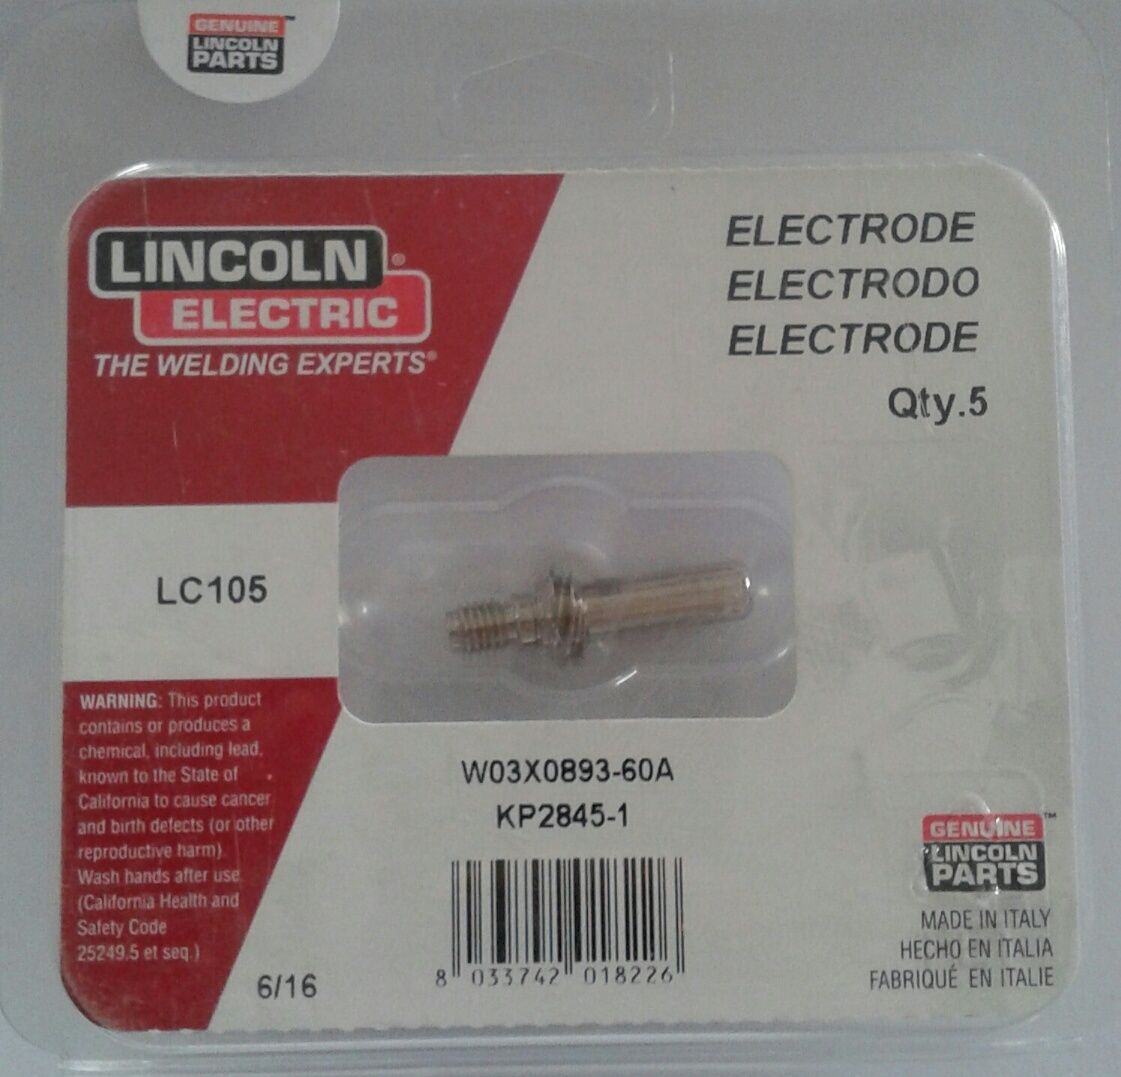 GENUINE™
LINCOLN
PARTS
LINCOLN®
ELECTRIC
THE WELDING EXPERTS®
ELECTRODE
ELECTRODO
ELECTRODE
Qty.5
LC105
WARNING: This product
contains or produces a
chemical, including lead,
known to the State of
California to cause cancer
and birth defects (or other
reproductive harm).
Wash hands after use.
(California Health and
Safety Code
25249.5 et seq.)
6/16
W03X0893-60A
KP2845-1
8 033742 018226
GENUINE™
LINCOLN
PARTS
MADE IN ITALY
HECHO EN ITALIA
FABRIQUÉ EN ITALIE